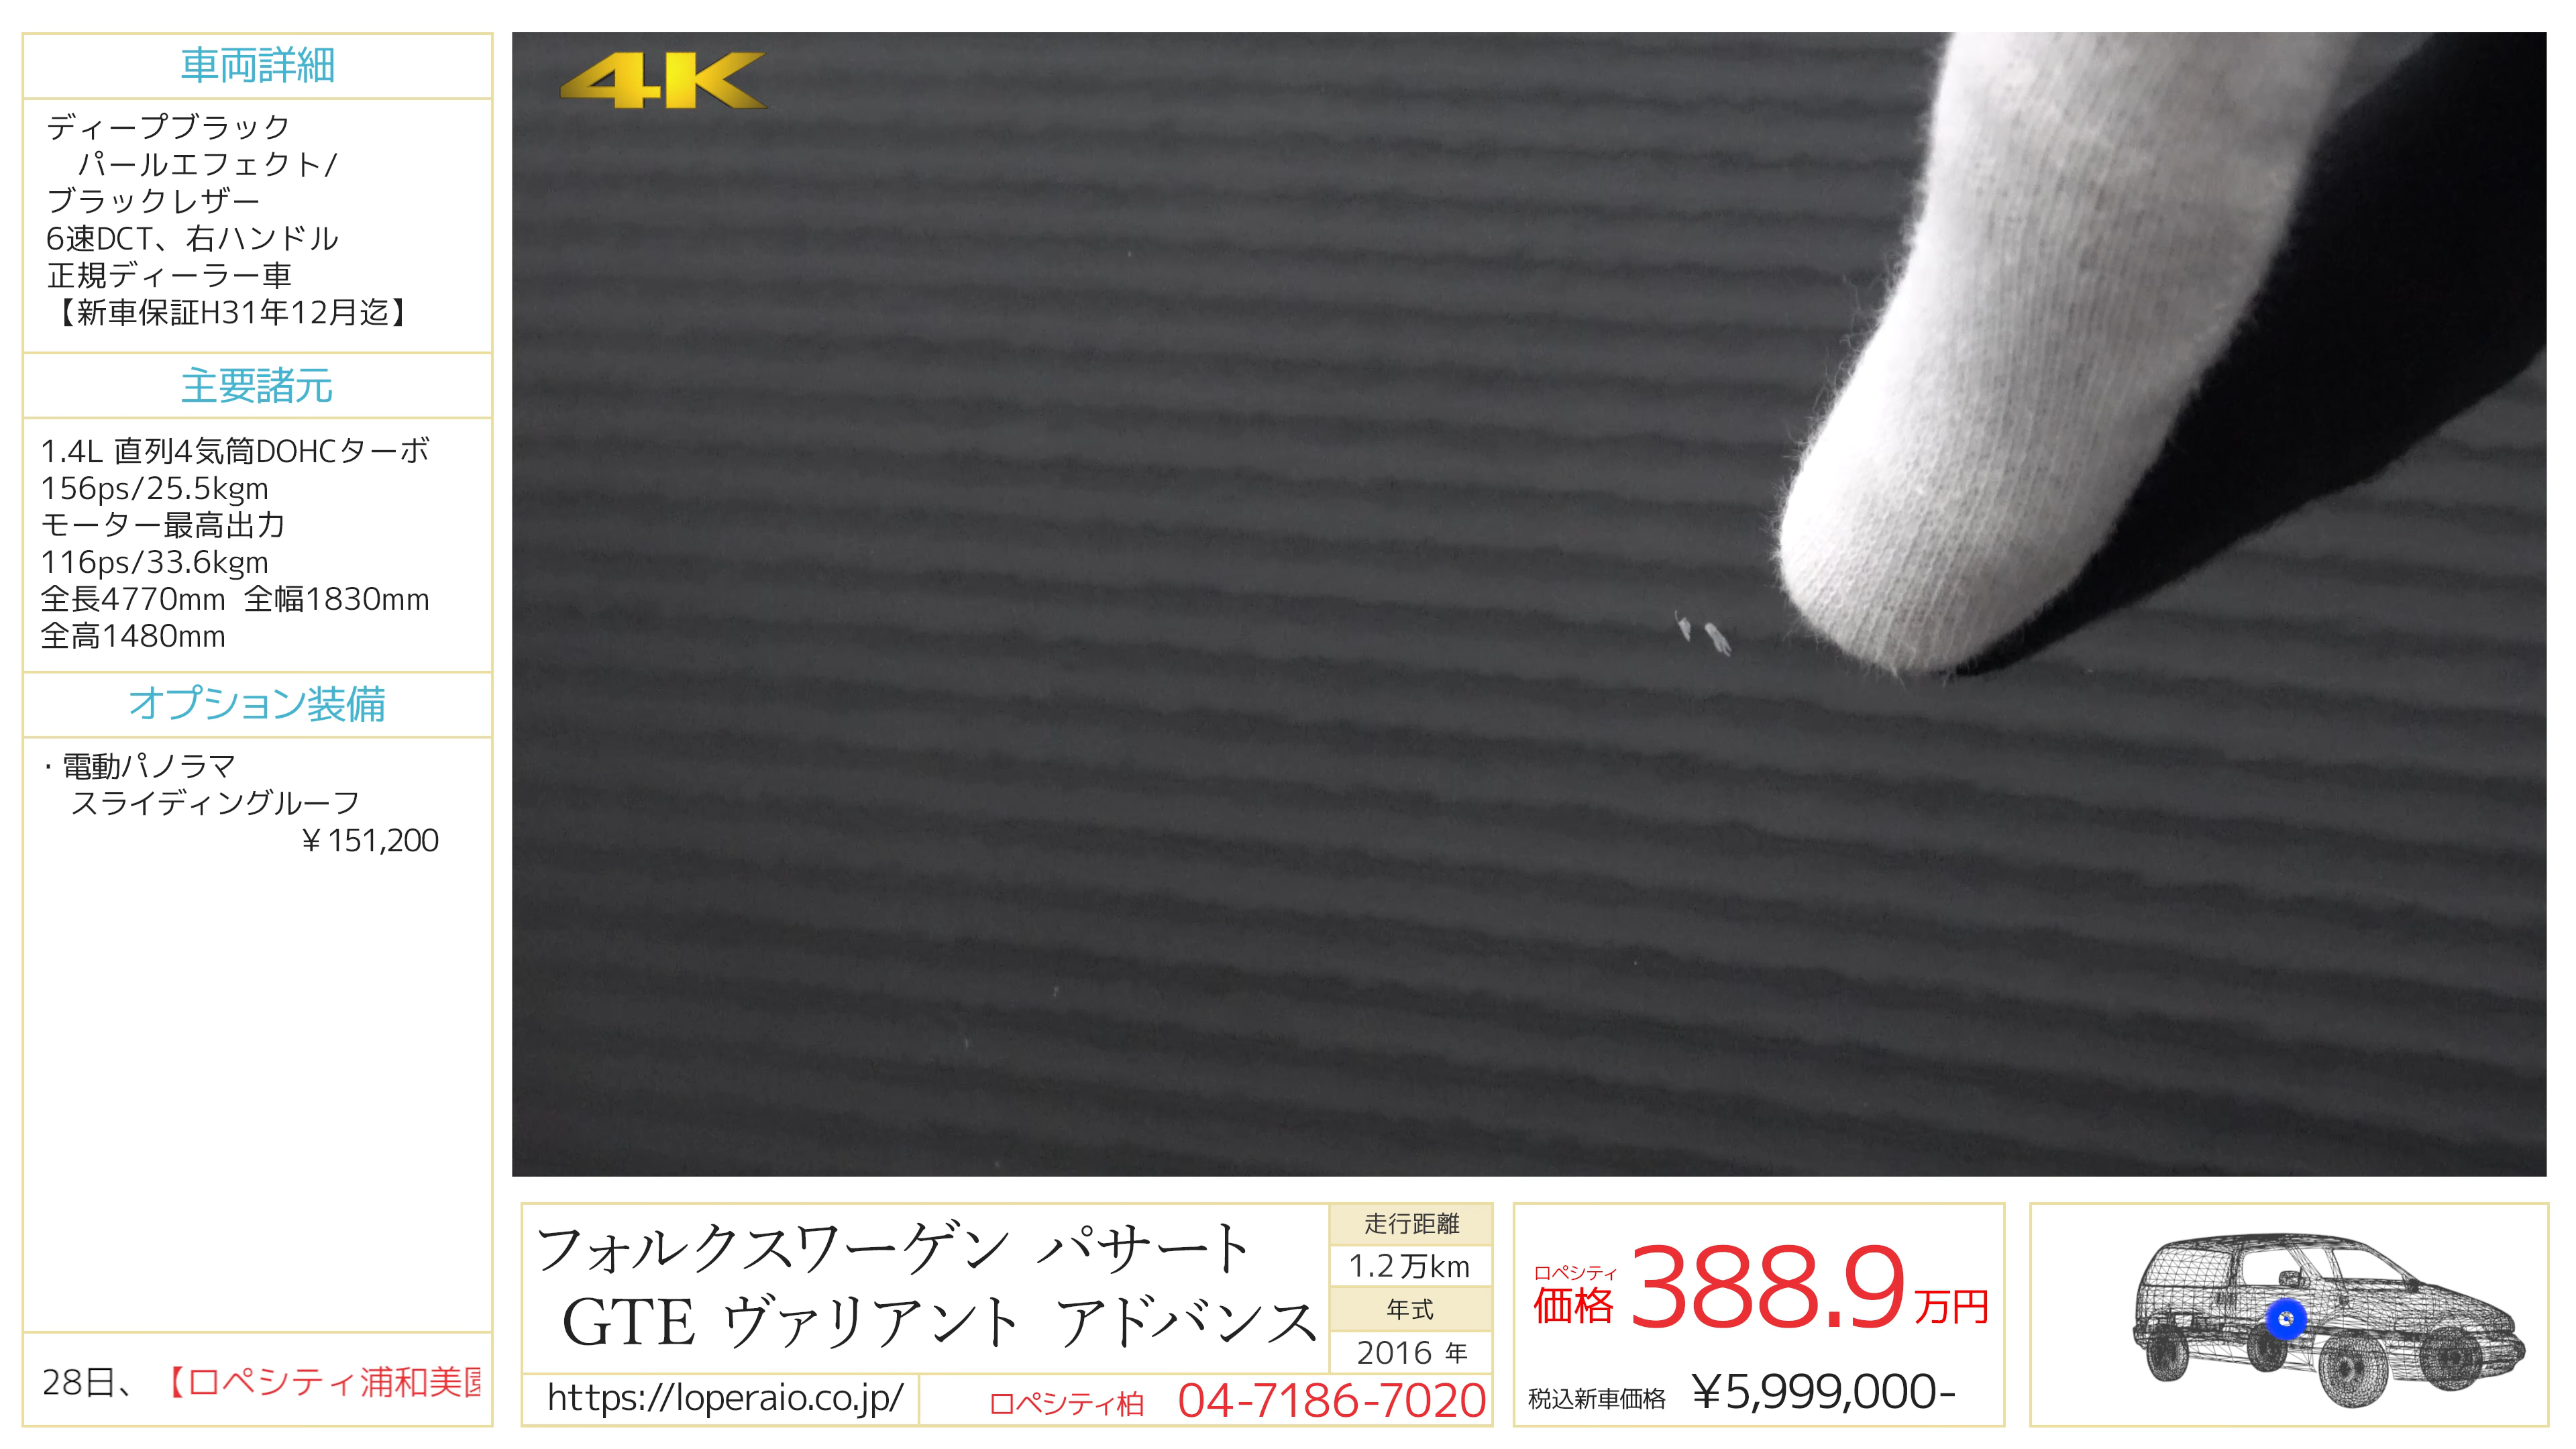 車両詳細
ディープブラック
パールエフェクト/
ブラックレザー
6速DCT、右ハンドル
正規ディーラー車
【新車保証H31年12月迄】
主要諸元
1.4L 直列4気筒DOHCターボ
156ps/25.5kgm
モーター最高出力
116ps/33.6kgm
全長4770mm 全幅1830mm
全高1480mm
オプション装備
・電動パノラマ
スライディングルーフ
¥151,200
28日、【ロペシティ浦和美園
4K
フォルクスワーゲン パサート
GTE ヴァリアント アドバンス
走行距離
1.2万km
年式
2016 年
https://loperaio.co.jp/
ロペシティ柏 04-7186-7020
ロペシティ
価格 388.9万円
税込新車価格 ¥5,999,000-